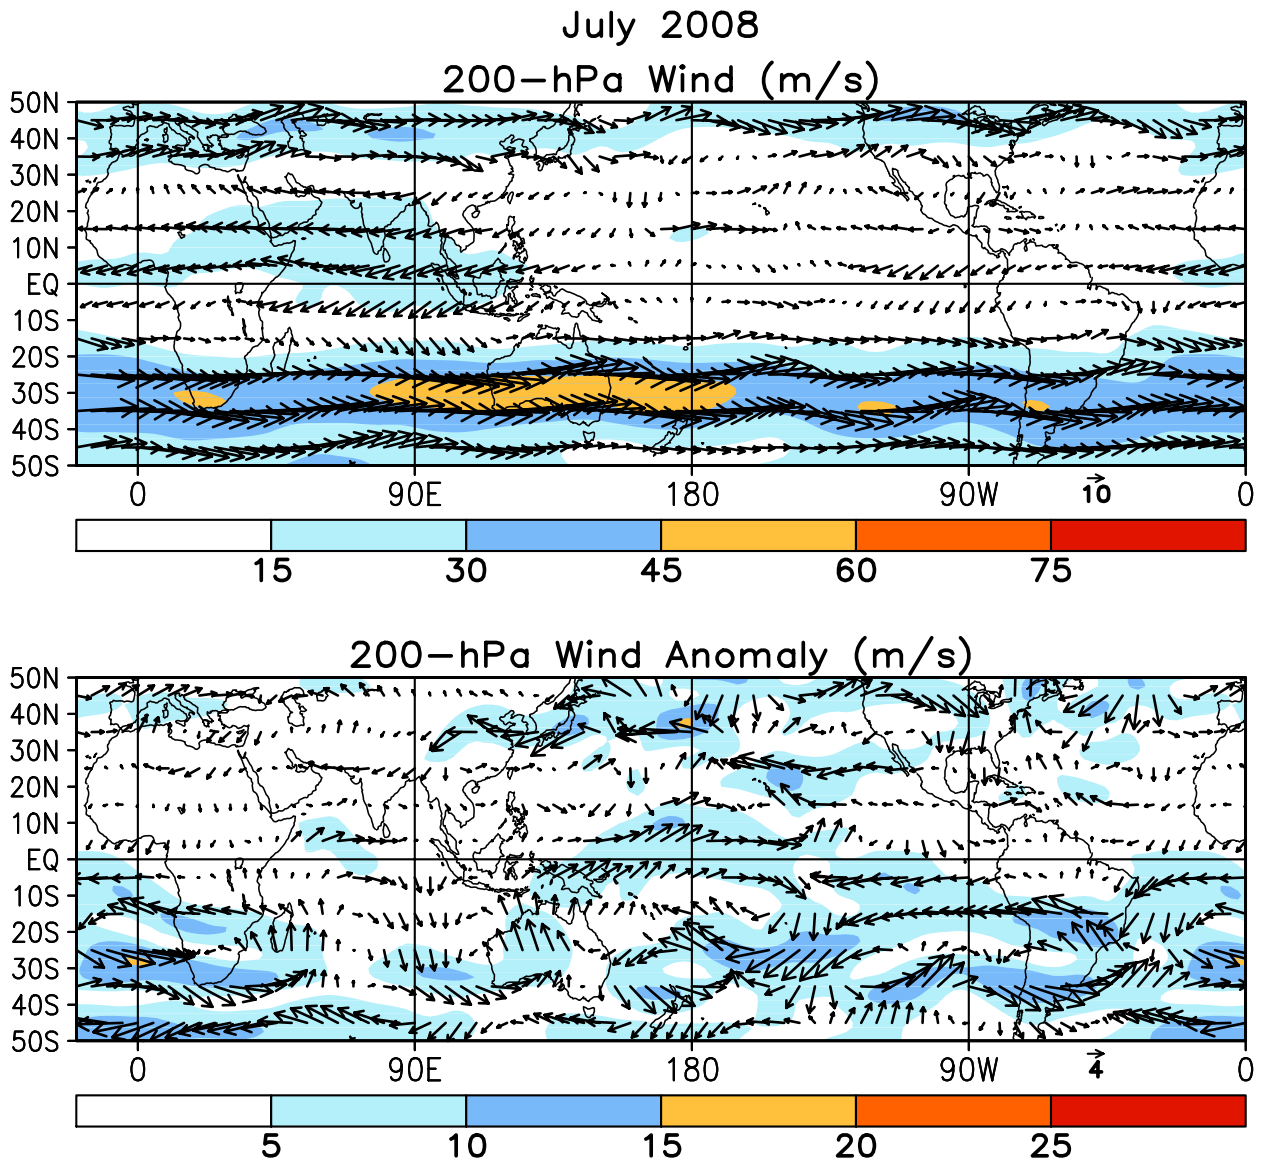 July 2008
200-hPa Wind (m/s)
50N
40N
30N
20N
10N
EQ
10S
20S
30S
40S
50S
0 90E 180 90W 10 0
15 30 45 60 75
200-hPa Wind Anomaly (m/s)
50N
40N
30N
20N
10N
EQ
10S
20S
30S
40S
50S
0 90E 180 90W 4 0
5 10 15 20 25